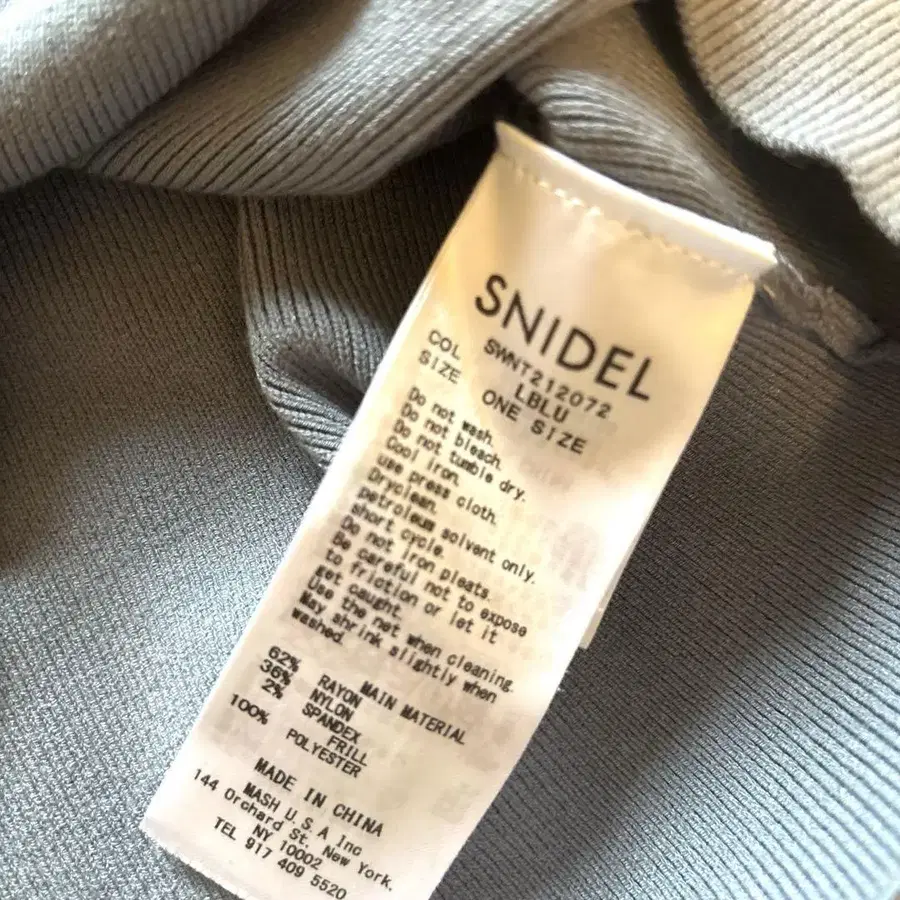 SNIDEL
SWNT212072
COL LBLU
SIZE ONE SIZE
Do not wash.
Do not bleach.
Do not tumble dry.
Cool iron.
use press cloth.
Dryclean.
petroleus solvent only.
short cycle.
Do not iron pleats.
Be careful not to expose
to friction or let it
get caught.
Use the net when cleaning.
May shrink slightly when
washed.
MAIN MATERIAL
62% RAYON
36% NYLON
2% SPANDEX
FRILL
100% POLYESTER
MADE IN CHINA
MASH U.S.A Inc
144 Orchard St. New York.
NY 10002
TEL 917 409 5520